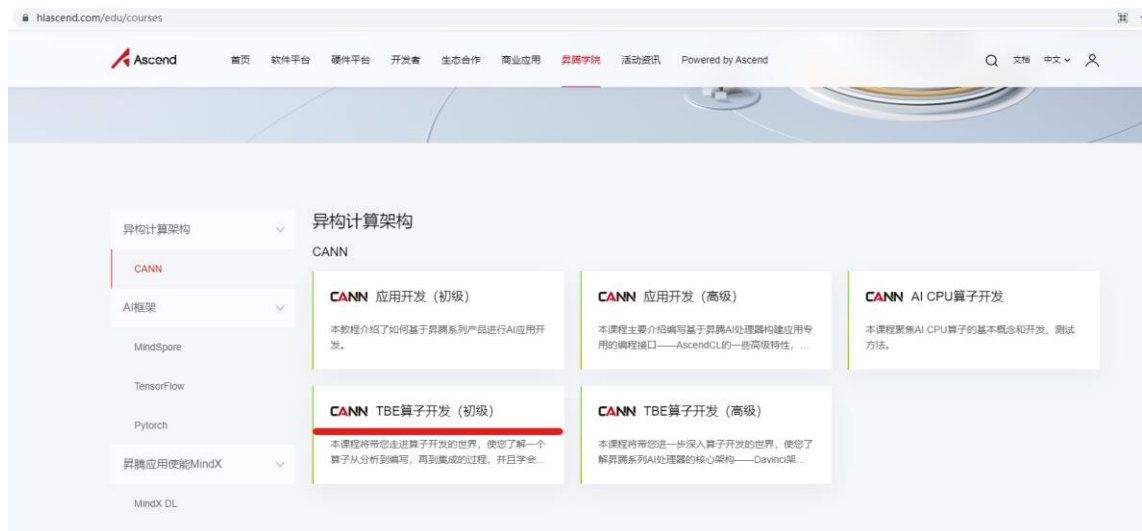 hiascend.com/edu/courses
Ascend 首页 软件平台 硬件平台 开发者 生态合作 商业应用 昇腾学院 活动资讯 Powered by Ascend 文档 中文
异构计算架构
CANN
AI框架
MindSpore
TensorFlow
Pytorch
昇腾应用使能MindX
MindX DL
异构计算架构
CANN
CANN 应用开发（初级）
本教程介绍了如何基于昇腾系列产品进行AI应用开
发。
CANN 应用开发（高级）
本课程主要介绍编写基于昇腾AI处理器构建应用专
用的编程接口——AscendCL的一些高级特性，...
CANN AI CPU算子开发
本课程聚焦AI CPU算子的基本概念和开发、测试
方法。
CANN TBE算子开发（初级）
本课程将带您走进算子开发的世界，使您了解一个
算子从分析到编写，再到集成的过程，并且学会...
CANN TBE算子开发（高级）
本课程将带您进一步深入算子开发的世界，使您了
解昇腾系列AI处理器的核心架构——Davinci架...